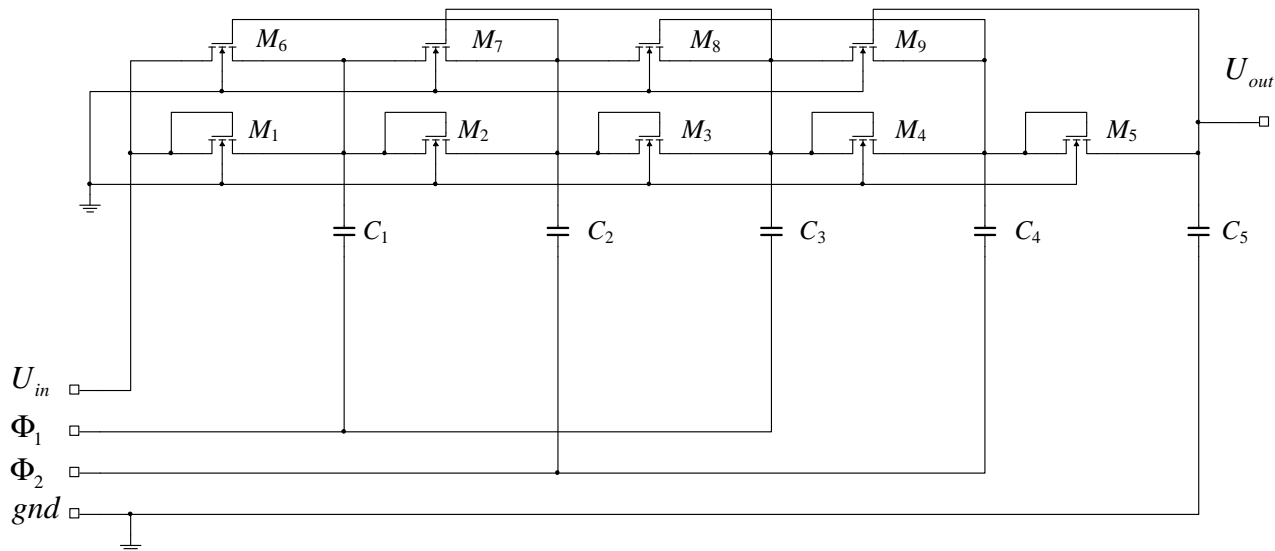 M6 M7 M8 M9
Uout
M1 M2 M3 M4 M5
C1 C2 C3 C4 C5
Uin
Φ1
Φ2
gnd